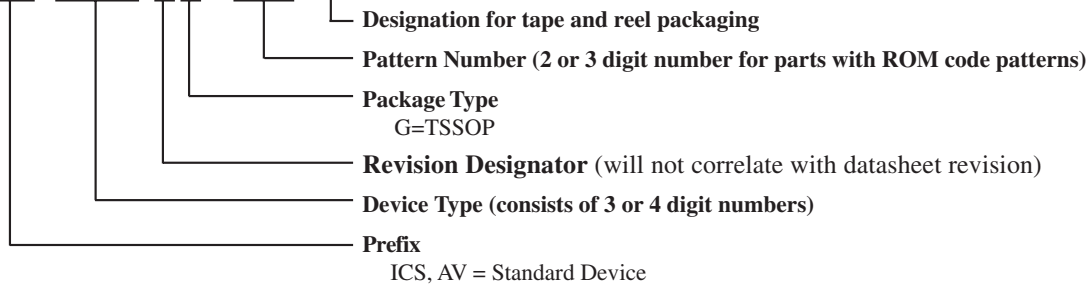 Designation for tape and reel packaging
Pattern Number (2 or 3 digit number for parts with ROM code patterns)
Package Type
G=TSSOP
Revision Designator (will not correlate with datasheet revision)
Device Type (consists of 3 or 4 digit numbers)
Prefix
ICS, AV = Standard Device